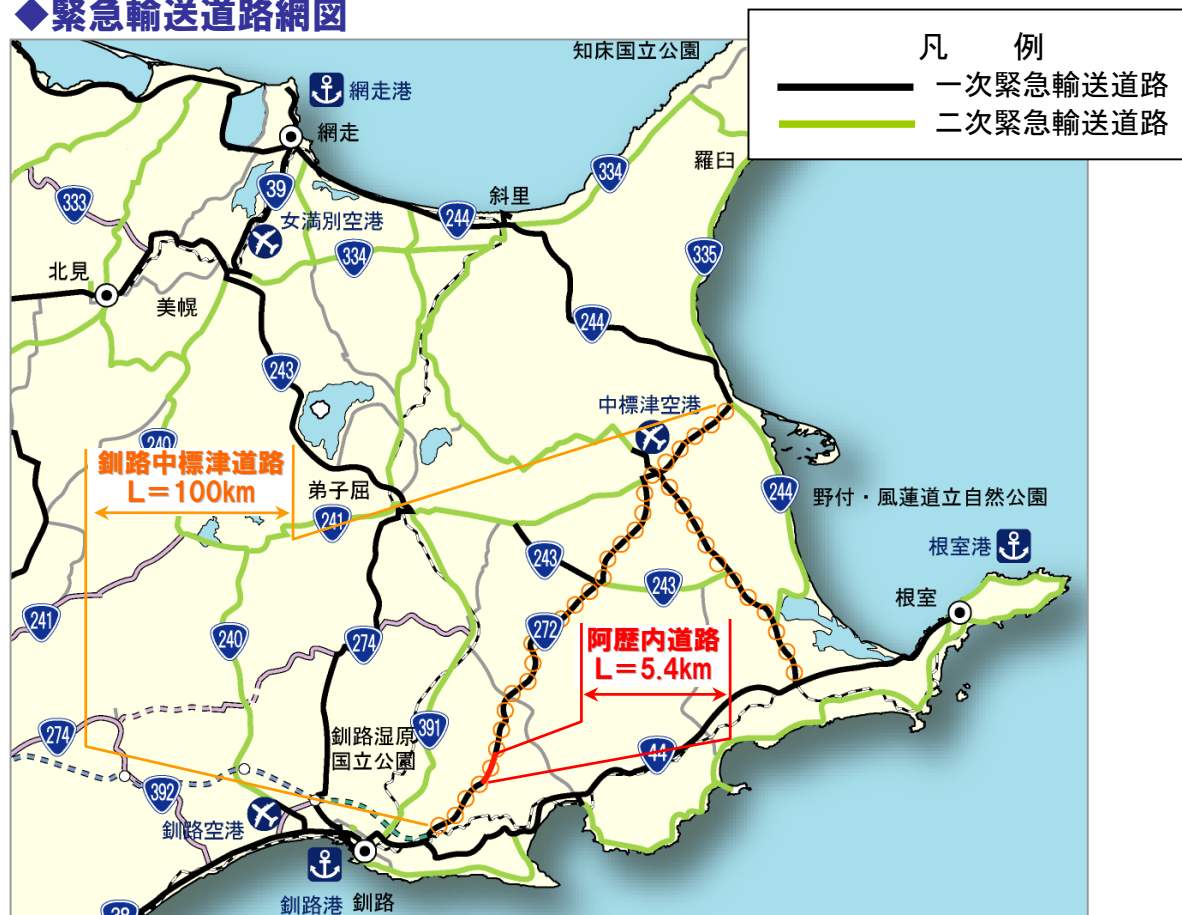 ◆緊急輸送道路網図
凡 例
一次緊急輸送道路
二次緊急輸送道路
知床国立公園
網走港
網走
羅臼
334
333
39
斜里
女満別空港
244
334
335
北見
美幌
244
243
中標津空港
240
釧路中標津道路
L=100km
弟子屈
241
244
野付・風蓮道立自然公園
根室港
243
243
根室
241
240
274
272
阿歴内道路
L=5.4km
274
391
釧路湿原
国立公園
44
392
釧路空港
釧路港
釧路
38